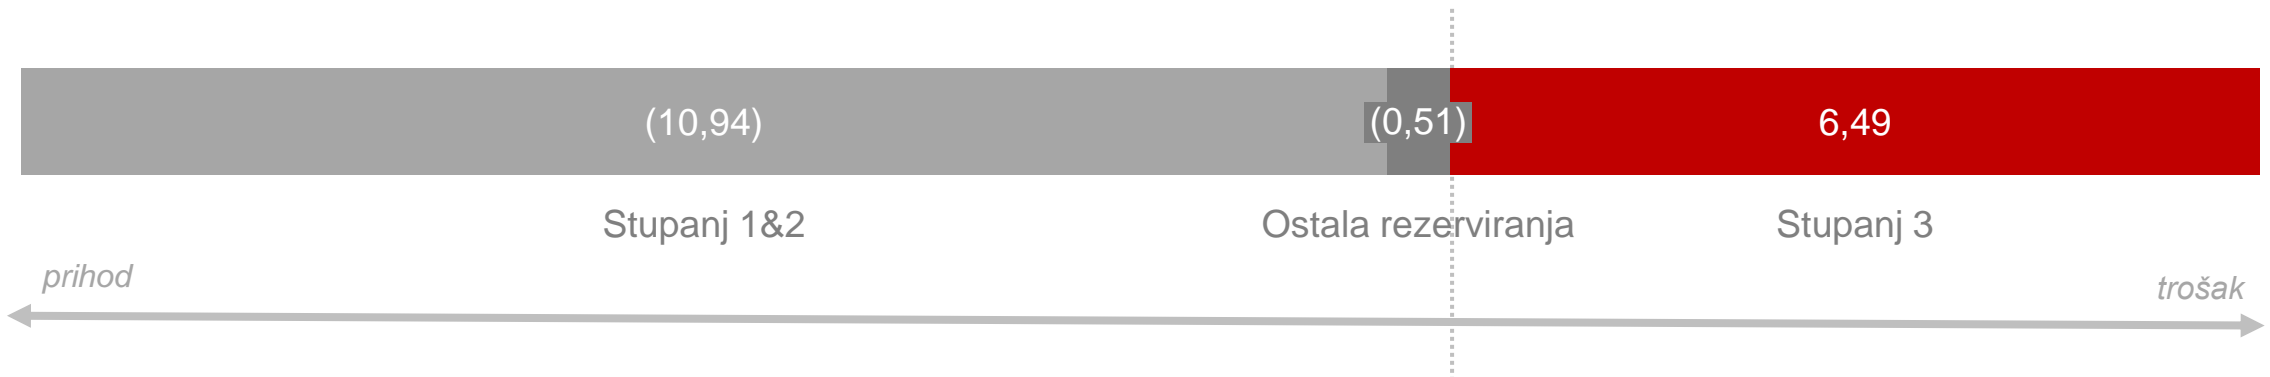 (10,94) (0,51) 6,49
Stupanj 1&2 Ostala rezerviranja Stupanj 3
prihod
trošak